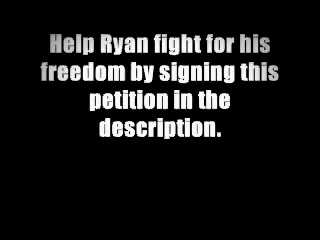 Help Ryan fight for his
freedom by signing this
petition in the
description.